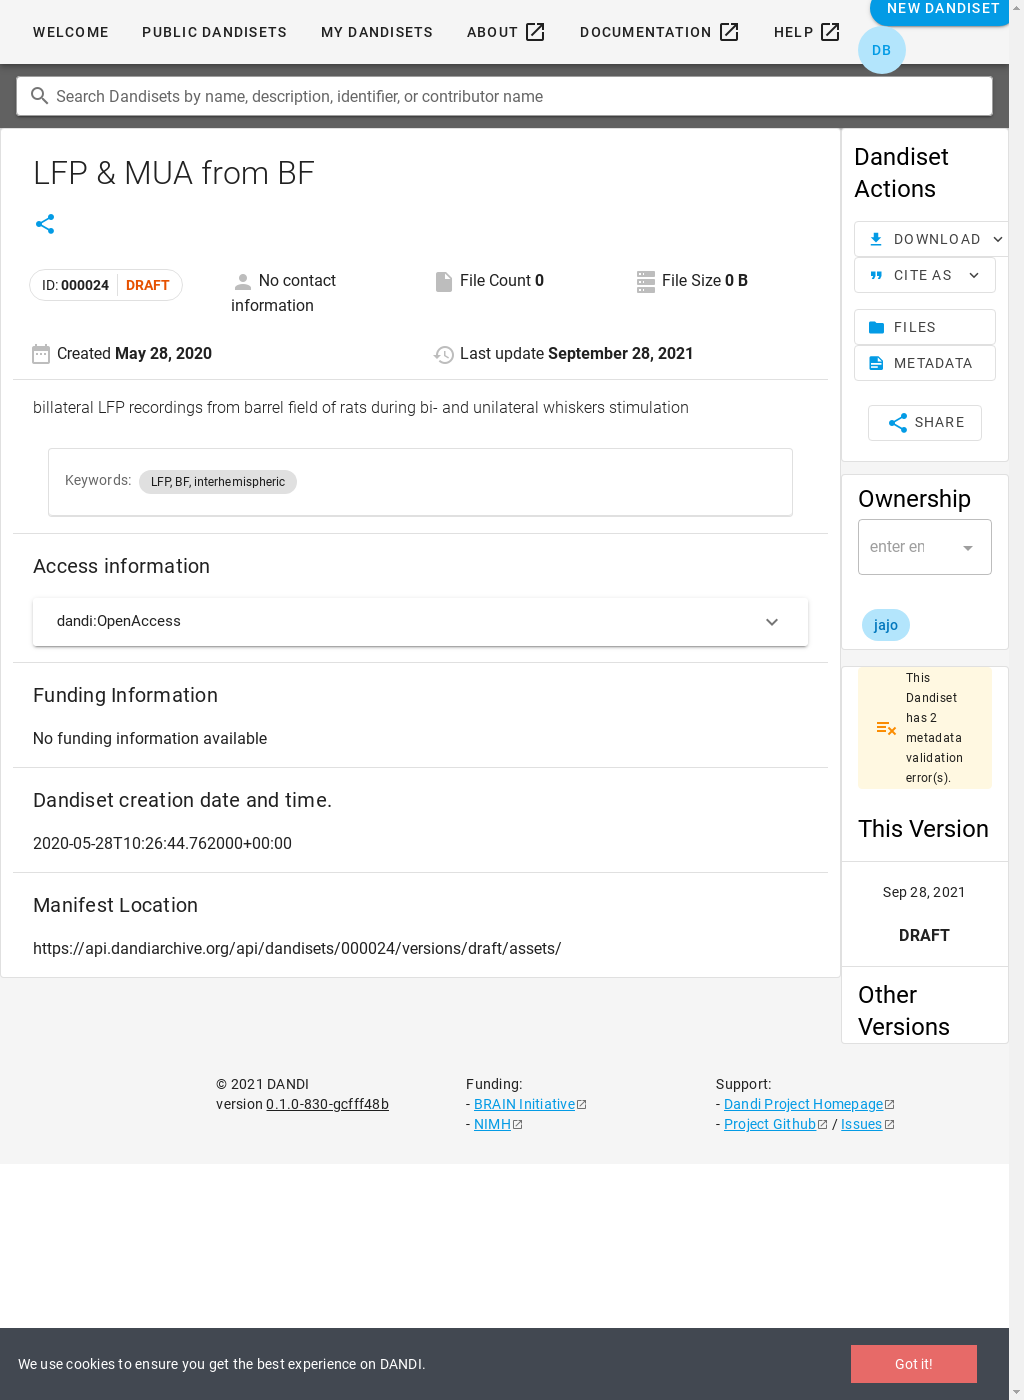 WELCOME PUBLIC DANDISETS MY DANDISETS ABOUT DOCUMENTATION HELP NEW DANDISET
DB
Search Dandisets by name, description, identifier, or contributor name
LFP & MUA from BF
ID: 000024 DRAFT
No contact
information
File Count 0
File Size 0 B
Created May 28, 2020
Last update September 28, 2021
billateral LFP recordings from barrel field of rats during bi- and unilateral whiskers stimulation
Keywords: LFP, BF, interhemispheric
Access information
dandi:OpenAccess
Funding Information
No funding information available
Dandiset creation date and time.
2020-05-28T10:26:44.762000+00:00
Manifest Location
https://api.dandiarchive.org/api/dandisets/000024/versions/draft/assets/
Dandiset
Actions
DOWNLOAD
CITE AS
FILES
METADATA
SHARE
Ownership
enter en
jajo
This
Dandiset
has 2
metadata
validation
error(s).
This Version
Sep 28, 2021
DRAFT
Other
Versions
© 2021 DANDI
version 0.1.0-830-gcfff48b
Funding:
- BRAIN Initiative
- NIMH
Support:
- Dandi Project Homepage
- Project Github / Issues
We use cookies to ensure you get the best experience on DANDI.
Got it!